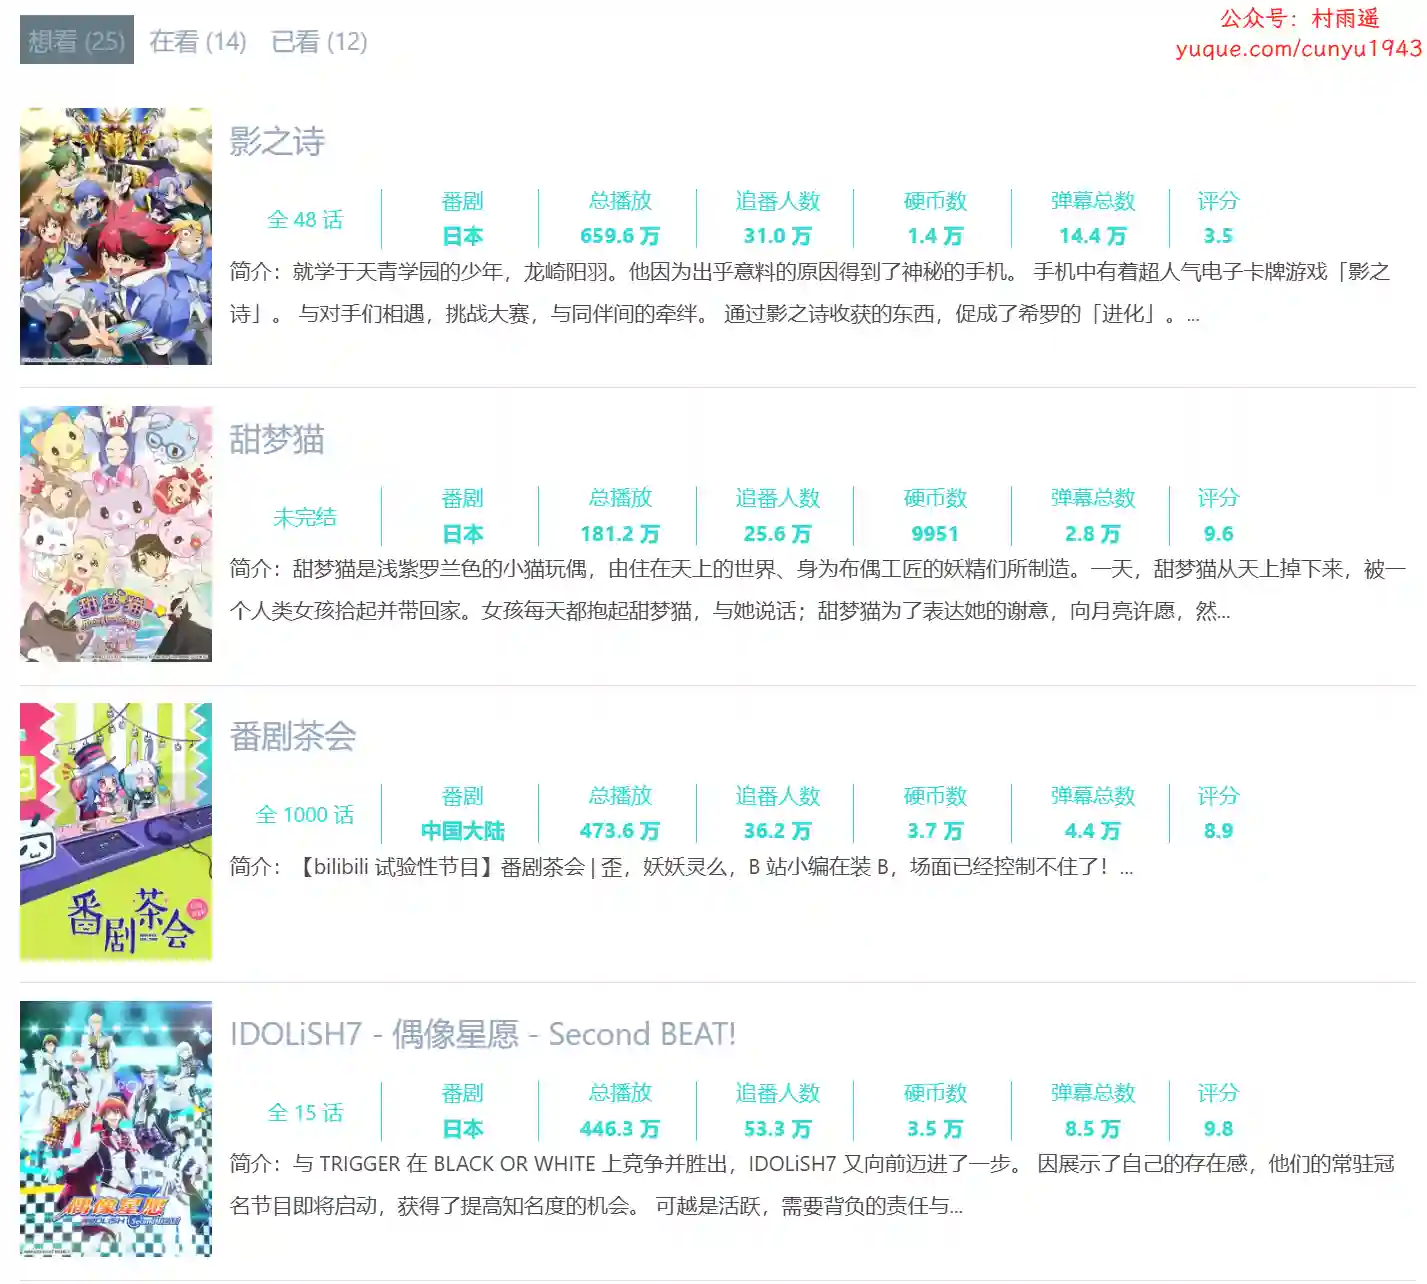 想看 (25) 在看 (14) 已看 (12)
公众号：村雨遥
yuque.com/cunyu1943
影之诗
全 48 话 番剧 总播放 追番人数 硬币数 弹幕总数 评分
日本 659.6 万 31.0 万 1.4 万 14.4 万 3.5
简介：就学于天青学园的少年，龙崎阳羽。他因为出乎意料的原因得到了神秘的手机。 手机中有着超人气电子卡牌游戏「影之
诗」。 与对手们相遇，挑战大赛，与同伴间的牵绊。 通过影之诗收获的东西，促成了希罗的「进化」。...
甜梦猫
未完结 番剧 总播放 追番人数 硬币数 弹幕总数 评分
日本 181.2 万 25.6 万 9951 2.8 万 9.6
简介：甜梦猫是浅紫罗兰色的小猫玩偶，由住在天上的世界、身为布偶工匠的妖精们所制造。一天，甜梦猫从天上掉下来，被一
个人类女孩拾起并带回家。女孩每天都抱起甜梦猫，与她说话；甜梦猫为了表达她的谢意，向月亮许愿，然...
甜梦猫
番剧茶会
全 1000 话 番剧 总播放 追番人数 硬币数 弹幕总数 评分
中国大陆 473.6 万 36.2 万 3.7 万 4.4 万 8.9
简介：【bilibili 试验性节目】番剧茶会 | 歪，妖妖灵么，B 站小编在装 B，场面已经控制不住了！...
番剧茶会
IDOLiSH7 - 偶像星愿 - Second BEAT!
全 15 话 番剧 总播放 追番人数 硬币数 弹幕总数 评分
日本 446.3 万 53.3 万 3.5 万 8.5 万 9.8
简介：与 TRIGGER 在 BLACK OR WHITE 上竞争并胜出，IDOLiSH7 又向前迈进了一步。 因展示了自己的存在感，他们的常驻冠
名节目即将启动，获得了提高知名度的机会。 可越是活跃，需要背负的责任与...
偶像星愿
IDOLiSH7 Second BEAT!